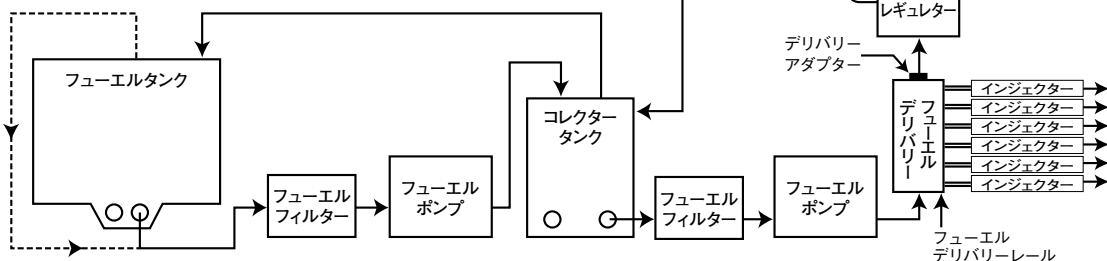 レギュレター
デリバリー
アダプター
フューエルタンク
コレクター
タンク
フューエル
デリバリー
インジェクター
インジェクター
インジェクター
インジェクター
インジェクター
インジェクター
フューエル
フィルター
フューエル
ポンプ
フューエル
フィルター
フューエル
ポンプ
フューエル
デリバリーレール